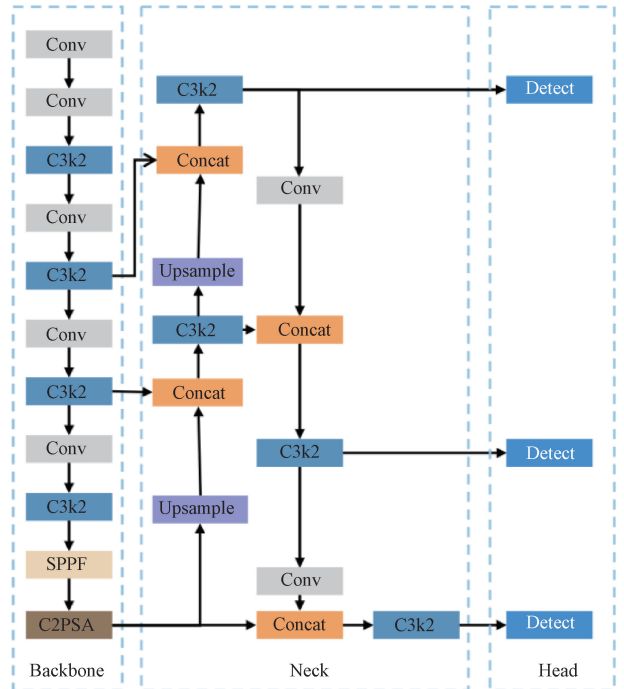 Conv
Conv
C3k2
Conv
C3k2
Conv
C3k2
Conv
C3k2
SPPF
C2PSA
Backbone
C3k2
Concat
Upsample
C3k2
Concat
Upsample
Conv
Concat
C3k2
Conv
Concat
C3k2
Neck
Detect
Detect
Detect
Head